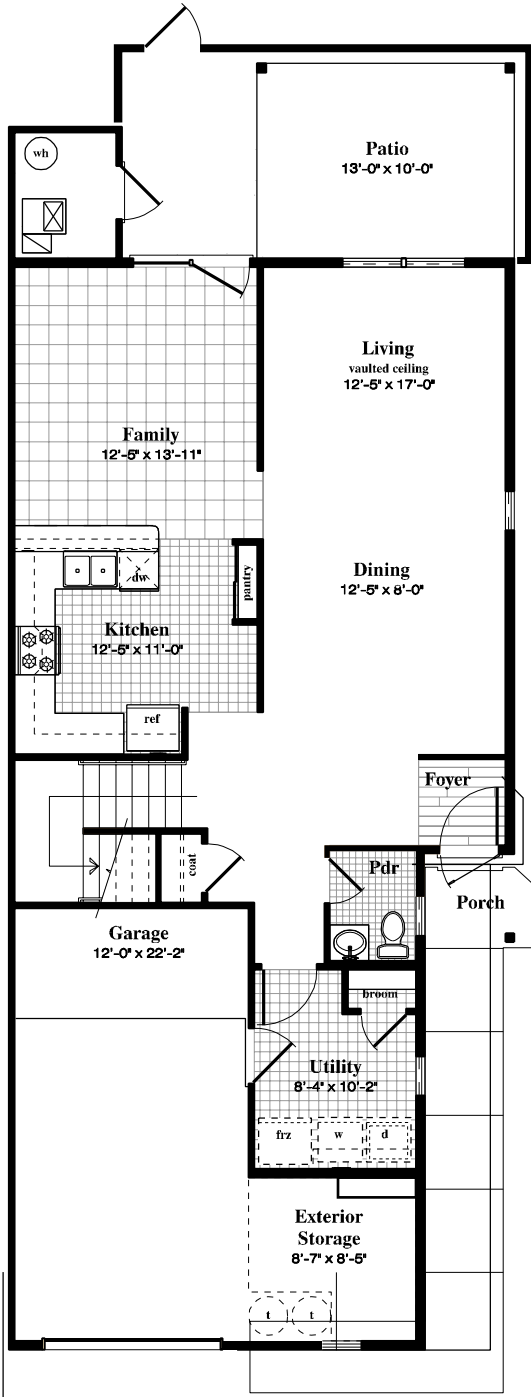 wh
Patio
13'-0" x 10'-0"
Living
vaulted ceiling
12'-5" x 17'-0"
Family
12'-5" x 13'-11"
Dining
12'-5" x 8'-0"
dw
pantry
Kitchen
12'-5" x 11'-0"
ref
Foyer
coat
Pdr
Porch
Garage
12'-0" x 22'-2"
broom
Utility
8'-4" x 10'-2"
frz
w
d
Exterior
Storage
8'-7" x 8'-5"
t
t